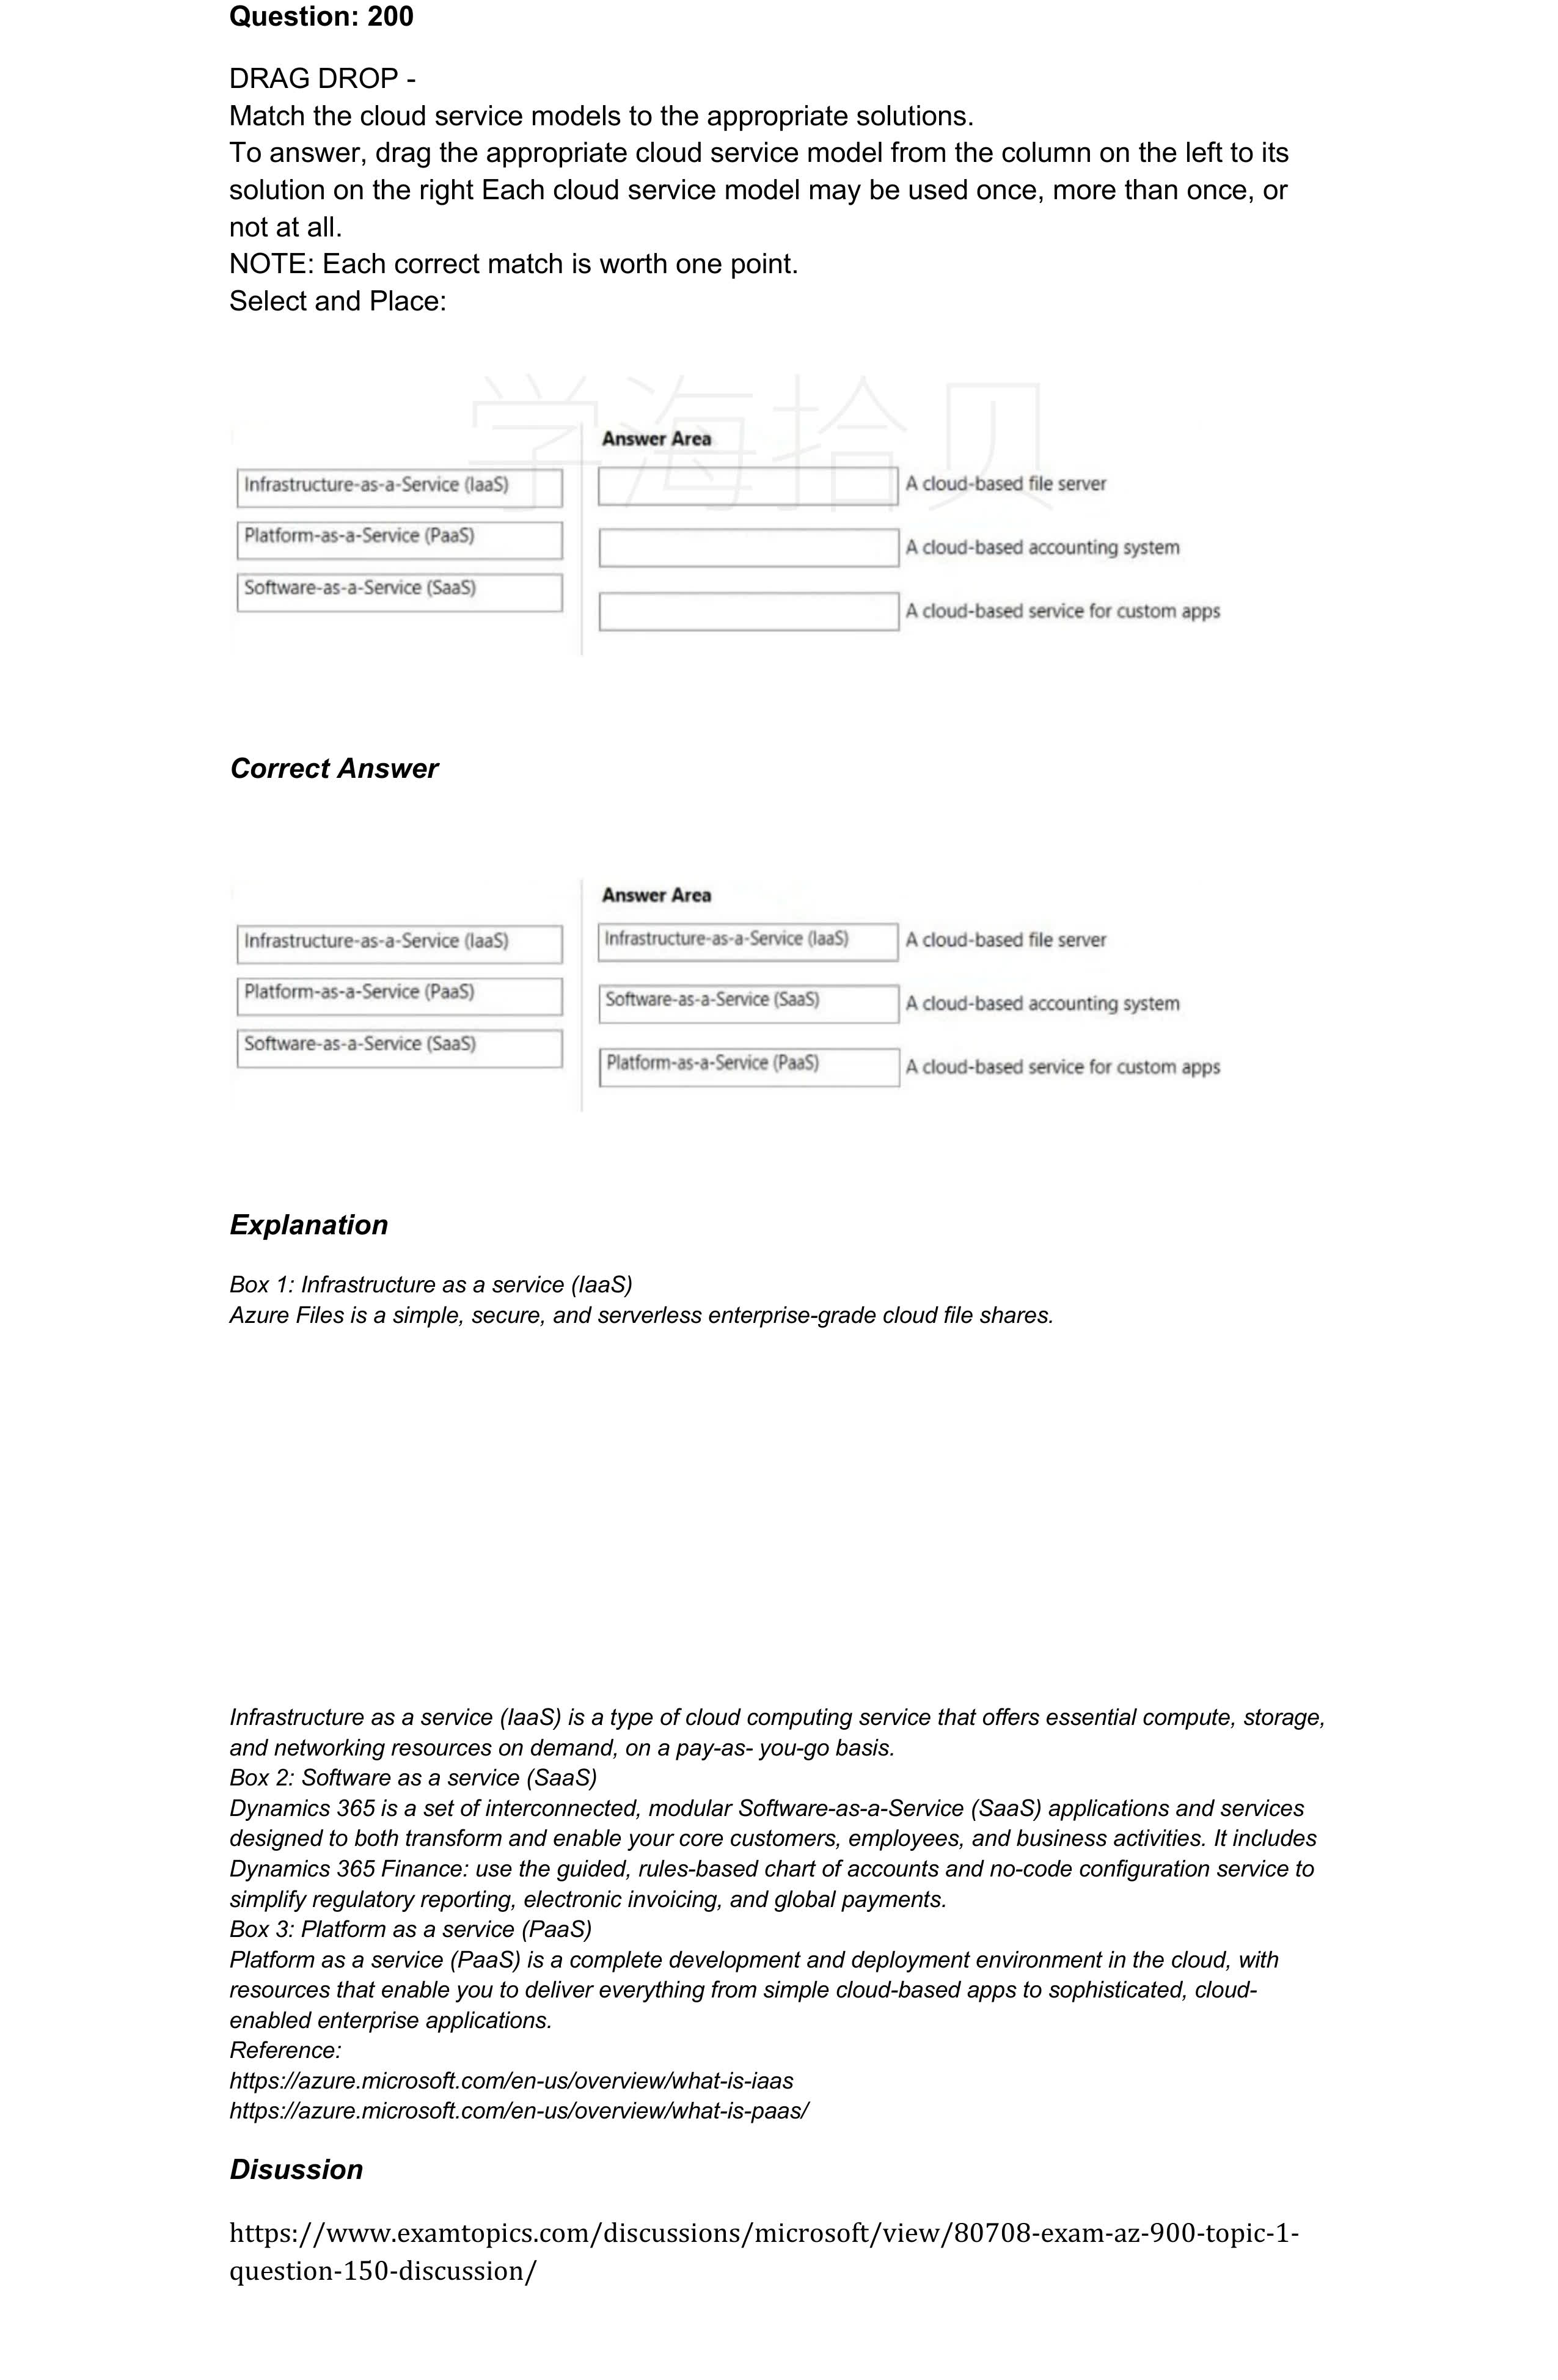 Question: 200
DRAG DROP -
Match the cloud service models to the appropriate solutions.
To answer, drag the appropriate cloud service model from the column on the left to its
solution on the right Each cloud service model may be used once, more than once, or
not at all.
NOTE: Each correct match is worth one point.
Select and Place:
学海拾贝
Answer Area
Infrastructure-as-a-Service (IaaS)
A cloud-based file server
Platform-as-a-Service (PaaS)
A cloud-based accounting system
Software-as-a-Service (SaaS)
A cloud-based service for custom apps
Correct Answer
Answer Area
Infrastructure-as-a-Service (IaaS) Infrastructure-as-a-Service (IaaS) A cloud-based file server
Platform-as-a-Service (PaaS) Software-as-a-Service (SaaS) A cloud-based accounting system
Software-as-a-Service (SaaS) Platform-as-a-Service (PaaS) A cloud-based service for custom apps
Explanation
Box 1: Infrastructure as a service (IaaS)
Azure Files is a simple, secure, and serverless enterprise-grade cloud file shares.
Infrastructure as a service (IaaS) is a type of cloud computing service that offers essential compute, storage,
and networking resources on demand, on a pay-as- you-go basis.
Box 2: Software as a service (SaaS)
Dynamics 365 is a set of interconnected, modular Software-as-a-Service (SaaS) applications and services
designed to both transform and enable your core customers, employees, and business activities. It includes
Dynamics 365 Finance: use the guided, rules-based chart of accounts and no-code configuration service to
simplify regulatory reporting, electronic invoicing, and global payments.
Box 3: Platform as a service (PaaS)
Platform as a service (PaaS) is a complete development and deployment environment in the cloud, with
resources that enable you to deliver everything from simple cloud-based apps to sophisticated, cloud-
enabled enterprise applications.
Reference:
https://azure.microsoft.com/en-us/overview/what-is-iaas
https://azure.microsoft.com/en-us/overview/what-is-paas/
Disussion
https://www.examtopics.com/discussions/microsoft/view/80708-exam-az-900-topic-1-
question-150-discussion/